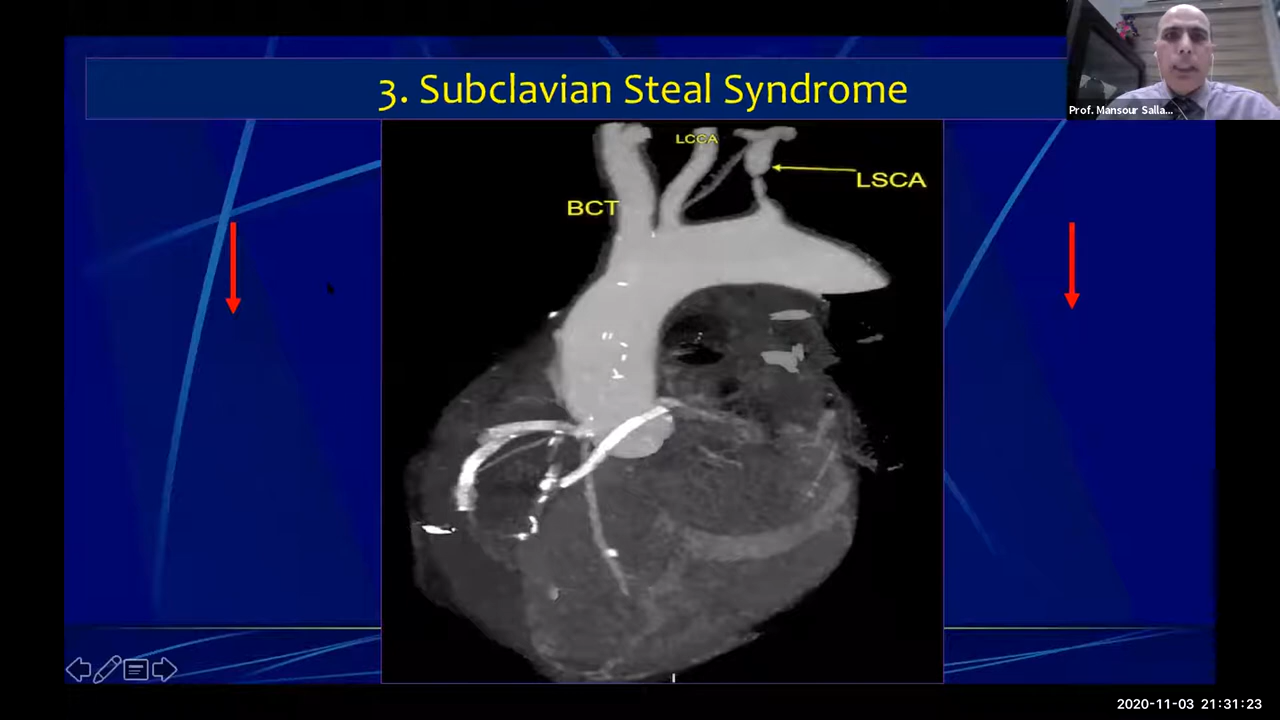 3. Subclavian Steal Syndrome
Prof. Mansour Salla...
LCCA
LSCA
BCT
2020-11-03 21:31:23